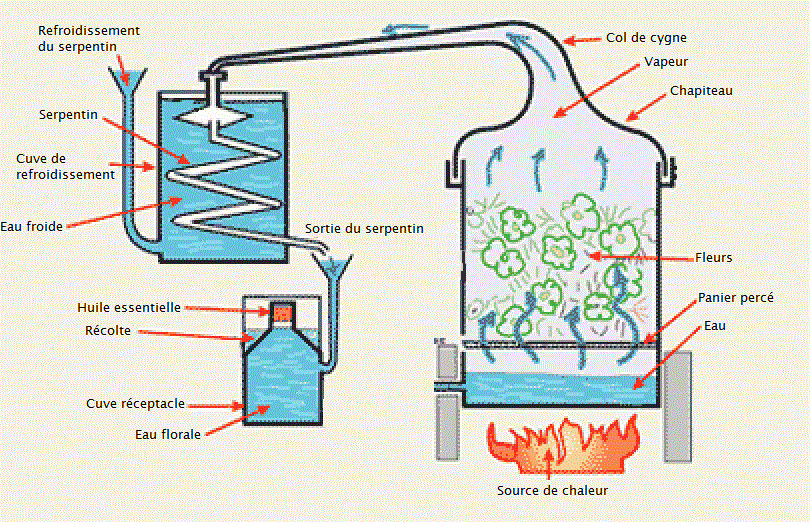 Refroidissement
du serpentin
Col de cygne
Vapeur
Chapiteau
Serpentin
Cuve de
refroidissement
Eau froide
Sortie du serpentin
Fleurs
Huile essentielle
Panier percé
Récolte
Eau
Cuve réceptacle
Eau florale
Source de chaleur